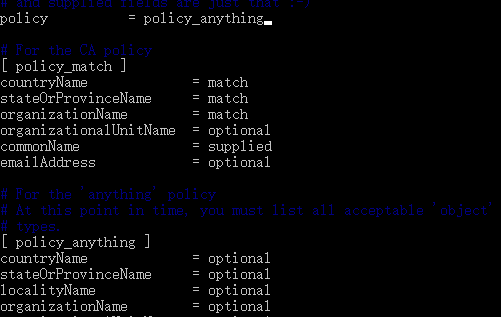 # and supplied fields are just that :-)
policy = policy_anything
# For the CA policy
[ policy_match ]
countryName = match
stateOrProvinceName = match
organizationName = match
organizationalUnitName = optional
commonName = supplied
emailAddress = optional
# For the 'anything' policy
# At this point in time, you must list all acceptable 'object'
# types.
[ policy_anything ]
countryName = optional
stateOrProvinceName = optional
localityName = optional
organizationName = optional